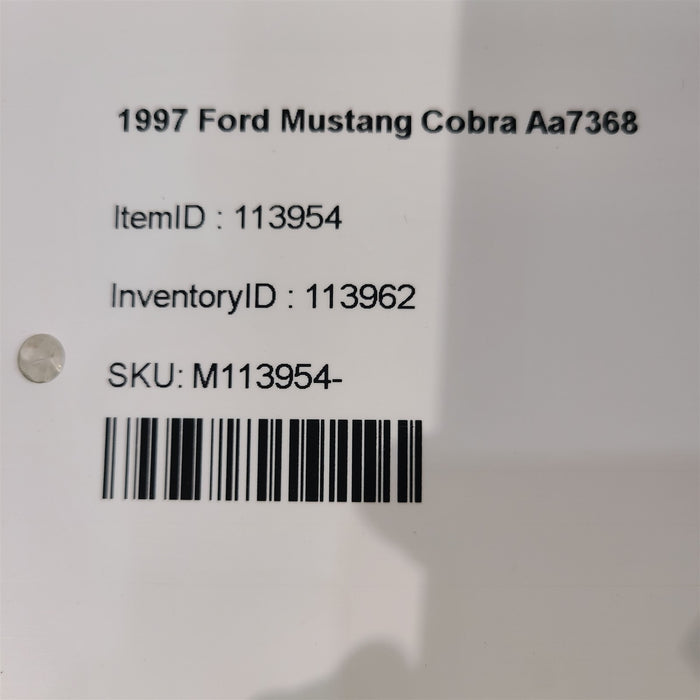 1997 Ford Mustang Cobra Aa7368
ItemID : 113954
InventoryID : 113962
SKU: M113954-